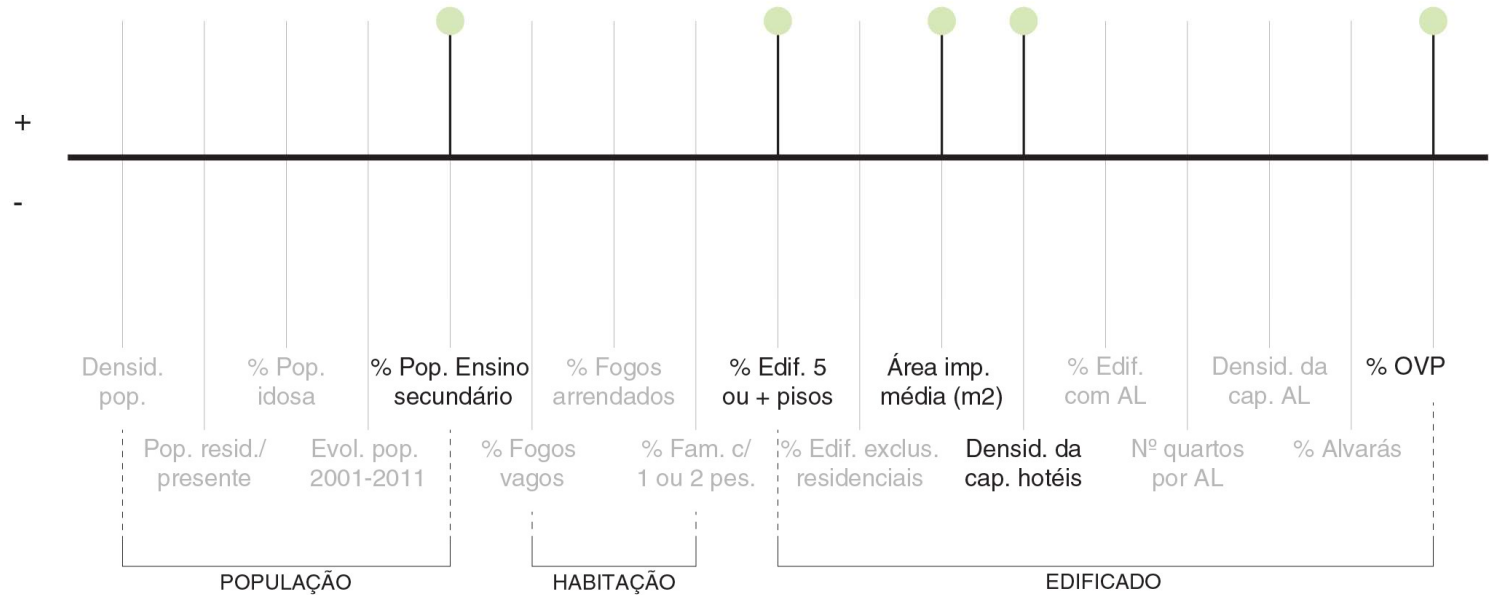 +
-
Densid.
pop.
% Pop.
idosa
% Pop. Ensino
secundário
% Fogos
arrendados
% Edif. 5
ou + pisos
Área imp.
média (m2)
% Edif.
com AL
Densid. da
cap. AL
% OVP
Pop. resid./
presente
Evol. pop.
2001-2011
% Fogos
vagos
% Fam. c/
1 ou 2 pes.
% Edif. exclus.
residenciais
Densid. da
cap. hotéis
Nº quartos
por AL
% Alvarás
POPULAÇÃO
HABITAÇÃO
EDIFICADO